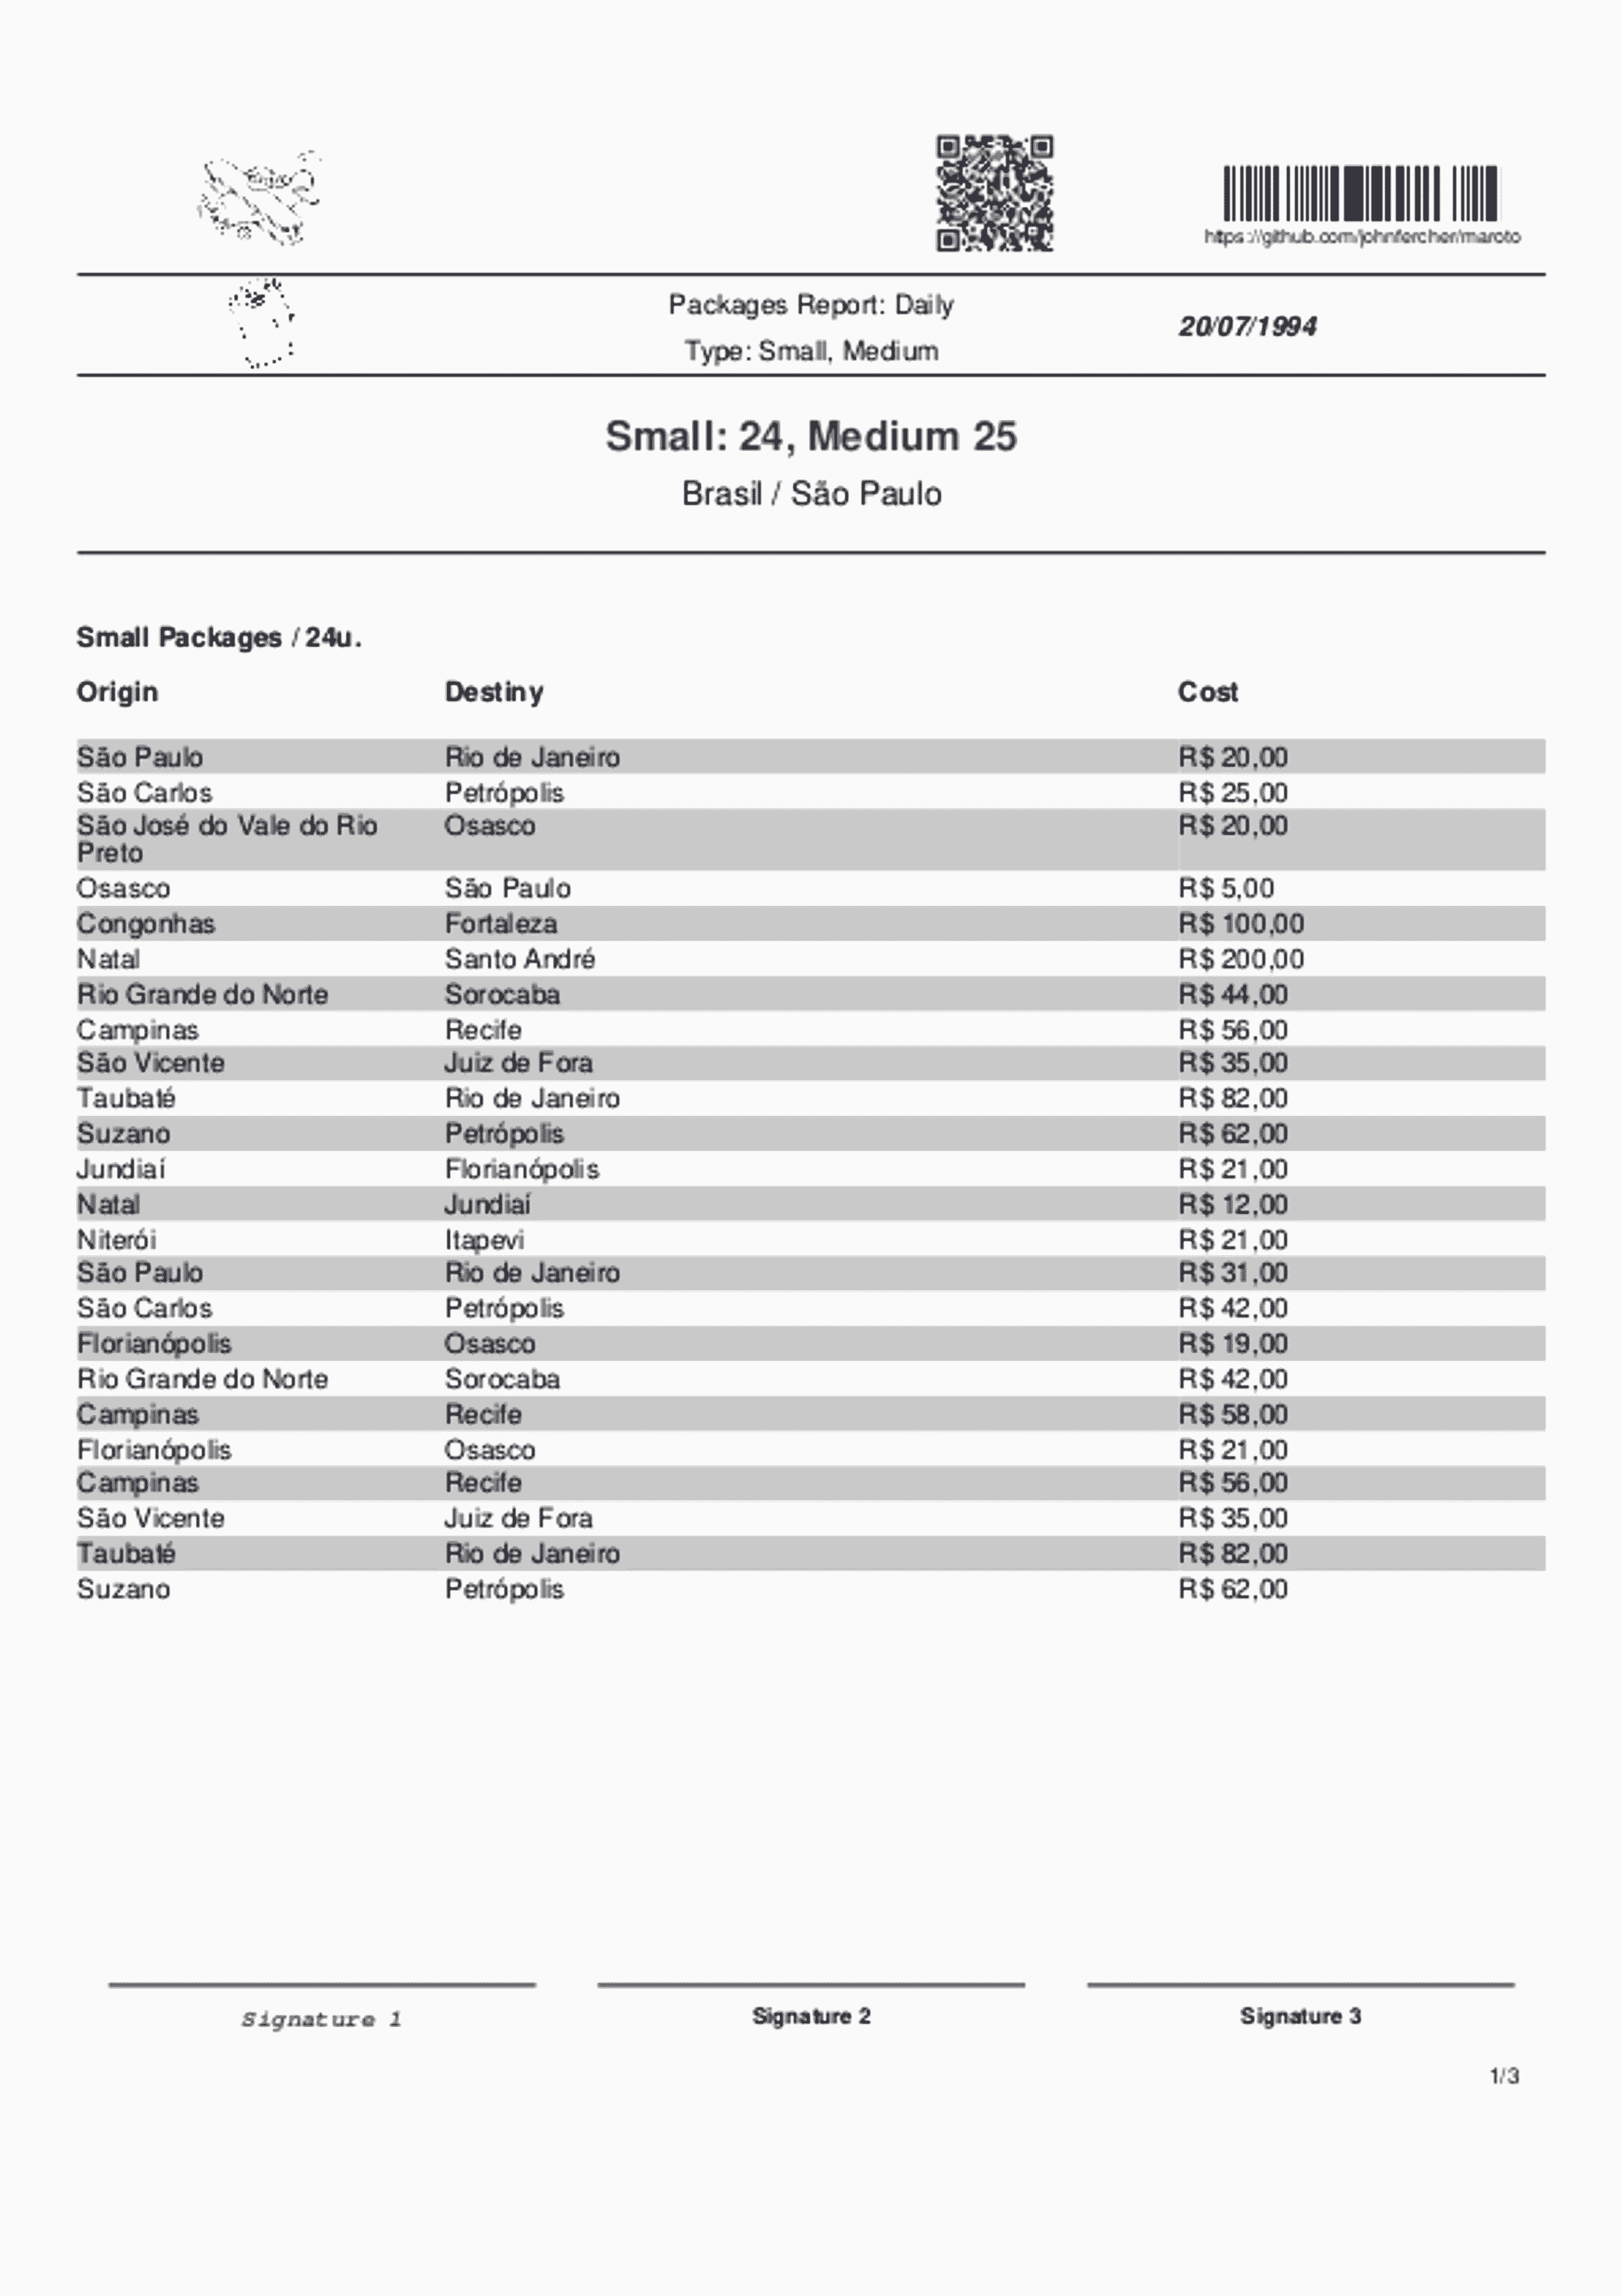 https://github.com/johnfercher/maroto
Packages Report: Daily
Type: Small, Medium
20/07/1994
Small: 24, Medium 25
Brasil / São Paulo
Small Packages / 24u.
Origin Destiny Cost
São Paulo Rio de Janeiro R$ 20,00
São Carlos Petrópolis R$ 25,00
São José do Vale do Rio Osasco R$ 20,00
Preto
Osasco São Paulo R$ 5,00
Congonhas Fortaleza R$ 100,00
Natal Santo André R$ 200,00
Rio Grande do Norte Sorocaba R$ 44,00
Campinas Recife R$ 56,00
São Vicente Juiz de Fora R$ 35,00
Taubaté Rio de Janeiro R$ 82,00
Suzano Petrópolis R$ 62,00
Jundiaí Florianópolis R$ 21,00
Natal Jundiaí R$ 12,00
Niterói Itapevi R$ 21,00
São Paulo Rio de Janeiro R$ 31,00
São Carlos Petrópolis R$ 42,00
Florianópolis Osasco R$ 19,00
Rio Grande do Norte Sorocaba R$ 42,00
Campinas Recife R$ 58,00
Florianópolis Osasco R$ 21,00
Campinas Recife R$ 56,00
São Vicente Juiz de Fora R$ 35,00
Taubaté Rio de Janeiro R$ 82,00
Suzano Petrópolis R$ 62,00
Signature 1 Signature 2 Signature 3
1/3